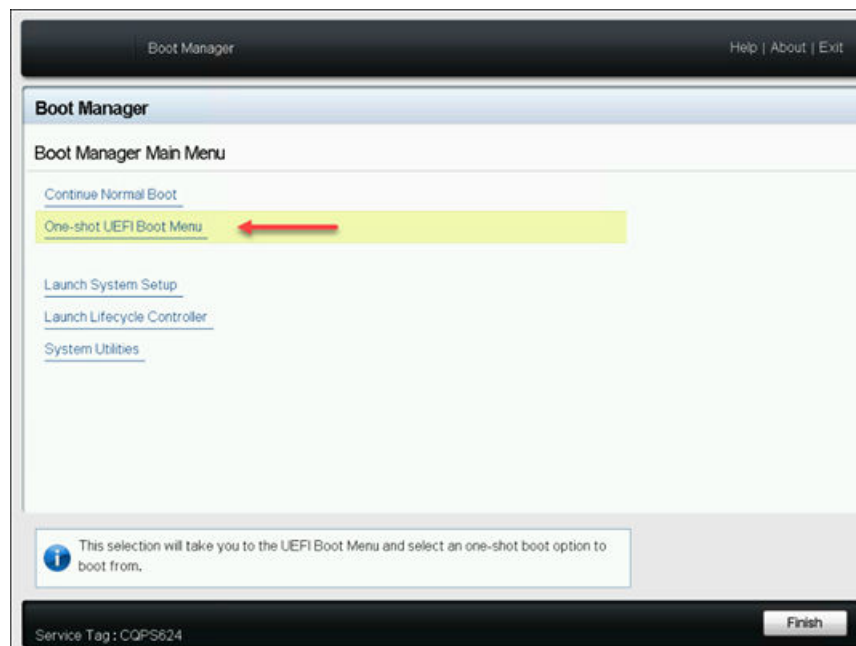 Boot Manager
Help | About | Exit
Boot Manager
Boot Manager Main Menu
Continue Normal Boot
One-shot UEFI Boot Menu
Launch System Setup
Launch Lifecycle Controller
System Utilities
This selection will take you to the UEFI Boot Menu and select an one-shot boot option to
boot from.
Finish
Service Tag : CQPS624